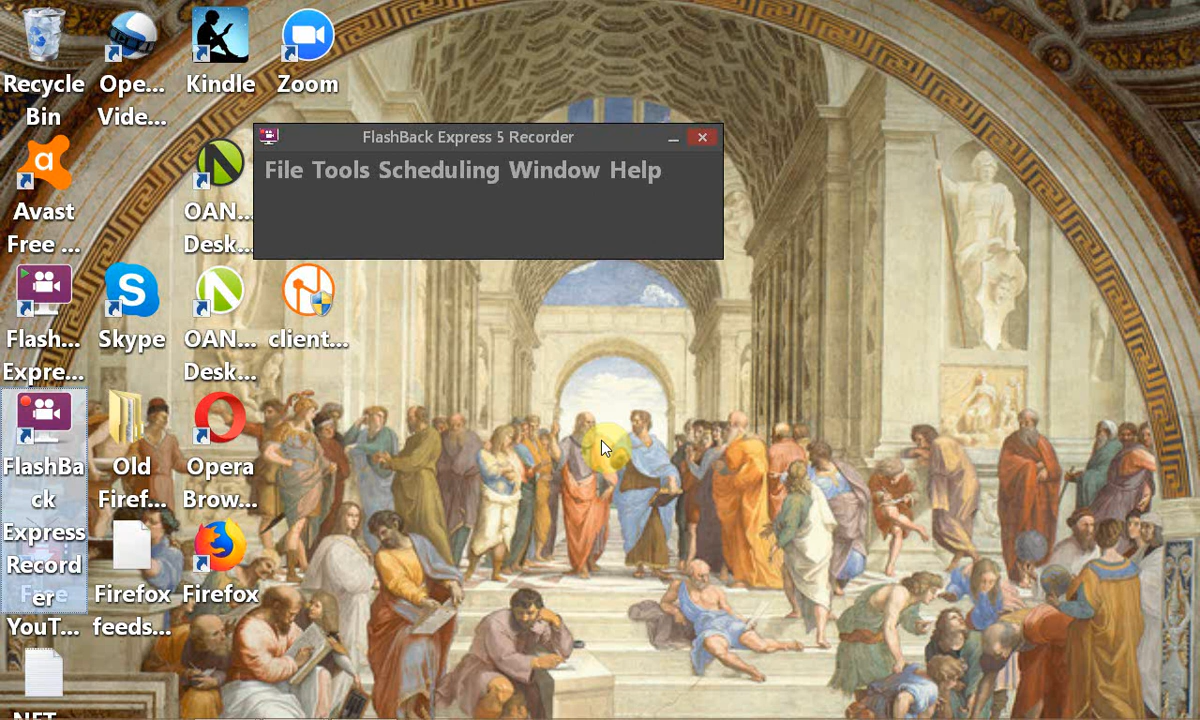 Recycle
Bin
Ope...
Vide...
Kindle
Zoom
FlashBack Express 5 Recorder
File Tools Scheduling Window Help
Avast
Free ...
OAN...
Desk...
Flash...
Expre...
Skype
OAN...
Desk...
client...
FlashBa
ck
Express
Record
er
Old
Firef...
Opera
Brow...
Free
YouT...
Firefox
feeds...
Firefox
NET